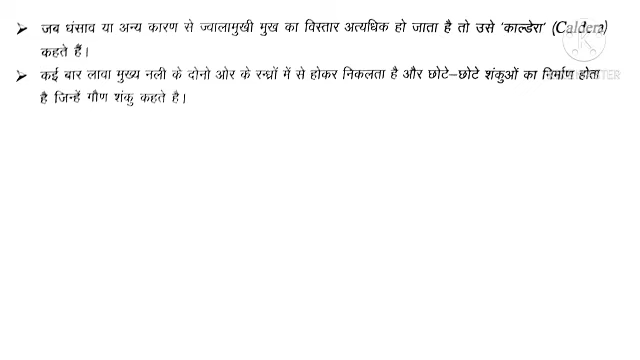 ➢ जब धंसाव या अन्य कारण से ज्वालामुखी मुख का विस्तार अत्यधिक हो जाता है तो उसे ‘काल्डेरा’ (Caldera)
कहते हैं।
➢ कई बार लावा मुख्य नली के दोनो ओर के रन्ध्रों में से होकर निकलता है और छोटे–छोटे शंकुओं का निर्माण होता
है जिन्हें गौण शंकु कहते है।